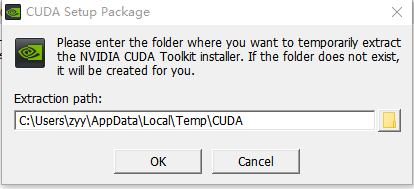 CUDA Setup Package
Please enter the folder where you want to temporarily extract
the NVIDIA CUDA Toolkit installer. If the folder does not exist,
it will be created for you.
Extraction path:
C:\Users\zyy\AppData\Local\Temp\CUDA
OK
Cancel